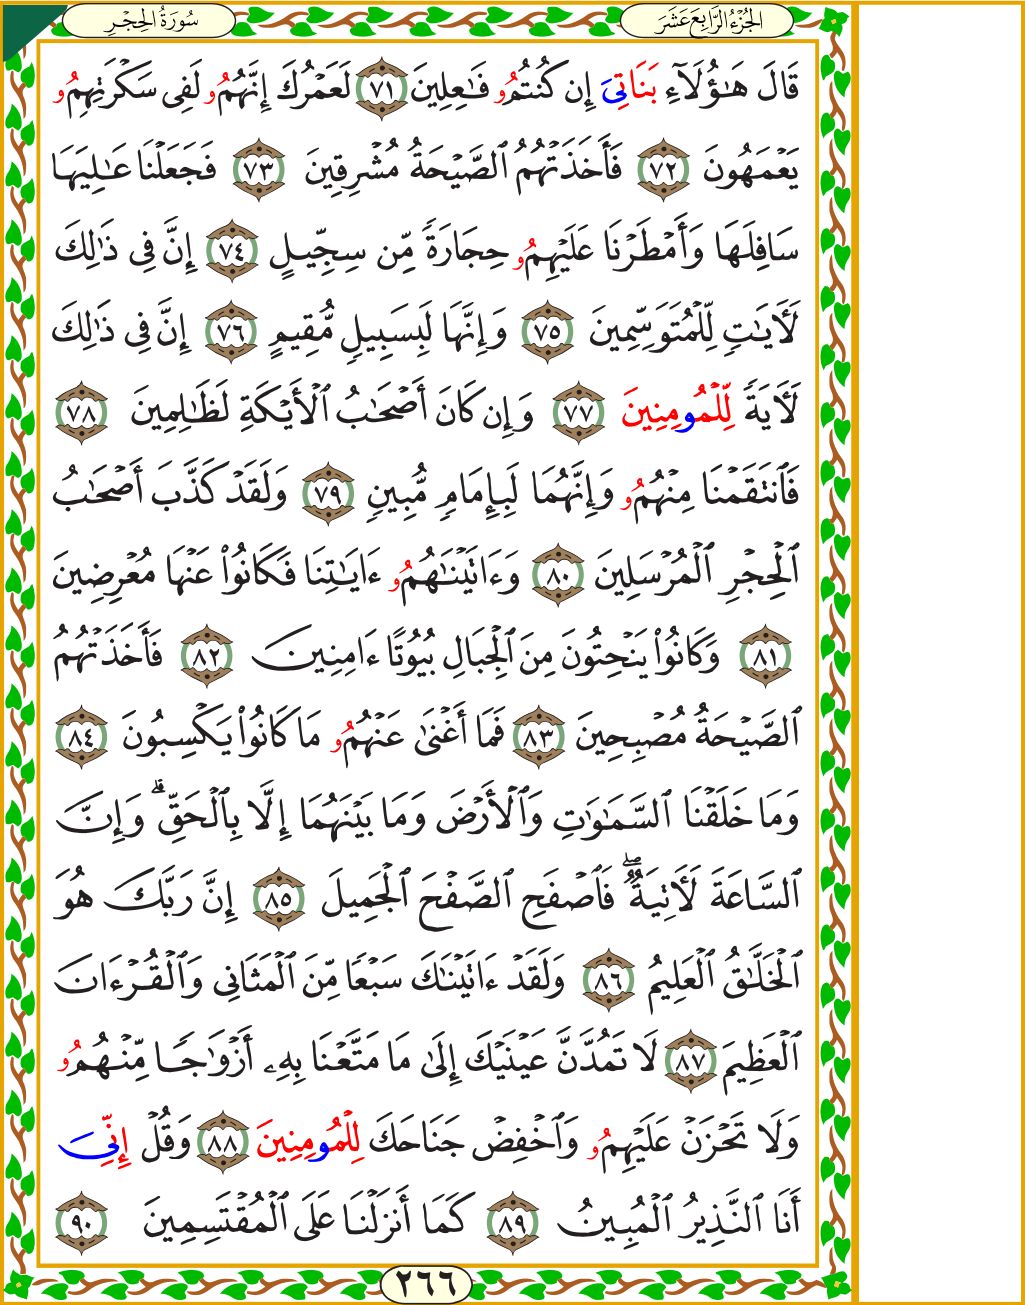 الجُزْءُ الرَّابِعَ عَشَرَ
سُورَةُ الحِجْرِ
قَالَ هَٰٓؤُلَآءِ بَنَاتِىَ إِن كُنتُمُو فَٰعِلِينَ ٧١ لَعَمْرُكَ إِنَّهُمُو لَفِى سَكْرَتِهِمُو
يَعْمَهُونَ ٧٢ فَأَخَذَتْهُمُ ٱلصَّيْحَةُ مُشْرِقِينَ ٧٣ فَجَعَلْنَا عَٰلِيَهَا
سَافِلَهَا وَأَمْطَرْنَا عَلَيْهِمُو حِجَارَةً مِّن سِجِّيلٍ ٧٤ إِنَّ فِى ذَٰلِكَ
لَأَيَٰتٍ لِّلْمُتَوَسِّمِينَ ٧٥ وَإِنَّهَا لَبِسَبِيلٍ مُّقِيمٍ ٧٦ إِنَّ فِى ذَٰلِكَ
لَأَيَةً لِّلْمُومِنِينَ ٧٧ وَإِن كَانَ أَصْحَٰبُ ٱلْأَيْكَةِ لَظَٰلِمِينَ ٧٨
فَٱنتَقَمْنَا مِنْهُمُو وَإِنَّهُمَا لَبِإِمَامٍ مُّبِينٍ ٧٩ وَلَقَدْ كَذَّبَ أَصْحَٰبُ
ٱلْحِجْرِ ٱلْمُرْسَلِينَ ٨٠ وَءَاتَيْنَٰهُمُو ءَايَٰتِنَا فَكَانُوا۟ عَنْهَا مُعْرِضِينَ
٨١ وَكَانُوا۟ يَنْحِتُونَ مِنَ ٱلْجِبَالِ بُيُوتًا ءَامِنِينَ ٨٢ فَأَخَذَتْهُمُ
ٱلصَّيْحَةُ مُصْبِحِينَ ٨٣ فَمَا أَغْنَىٰ عَنْهُمُو مَا كَانُوا۟ يَكْسِبُونَ ٨٤
وَمَا خَلَقْنَا ٱلسَّمَٰوَٰتِ وَٱلْأَرْضَ وَمَا بَيْنَهُمَا إِلَّا بِٱلْحَقِّۗ وَإِنَّ
ٱلسَّاعَةَ لَأَتِيَةٌۖ فَٱصْفَحِ ٱلصَّفْحَ ٱلْجَمِيلَ ٨٥ إِنَّ رَبَّكَ هُوَ
ٱلْخَلَّٰقُ ٱلْعَلِيمُ ٨٦ وَلَقَدْ ءَاتَيْنَٰكَ سَبْعًا مِّنَ ٱلْمَثَانِى وَٱلْقُرْءَانَ
ٱلْعَظِيمَ ٨٧ لَا تَمُدَّنَّ عَيْنَيْكَ إِلَىٰ مَا مَتَّعْنَا بِهِۦ أَزْوَٰجًا مِّنْهُمُو
وَلَا تَحْزَنْ عَلَيْهِمُو وَٱخْفِضْ جَنَاحَكَ لِلْمُومِنِينَ ٨٨ وَقُلْ إِنِّىَ
أَنَا ٱلنَّذِيرُ ٱلْمُبِينُ ٨٩ كَمَا أَنزَلْنَا عَلَى ٱلْمُقْتَسِمِينَ ٩٠
٢٦٦